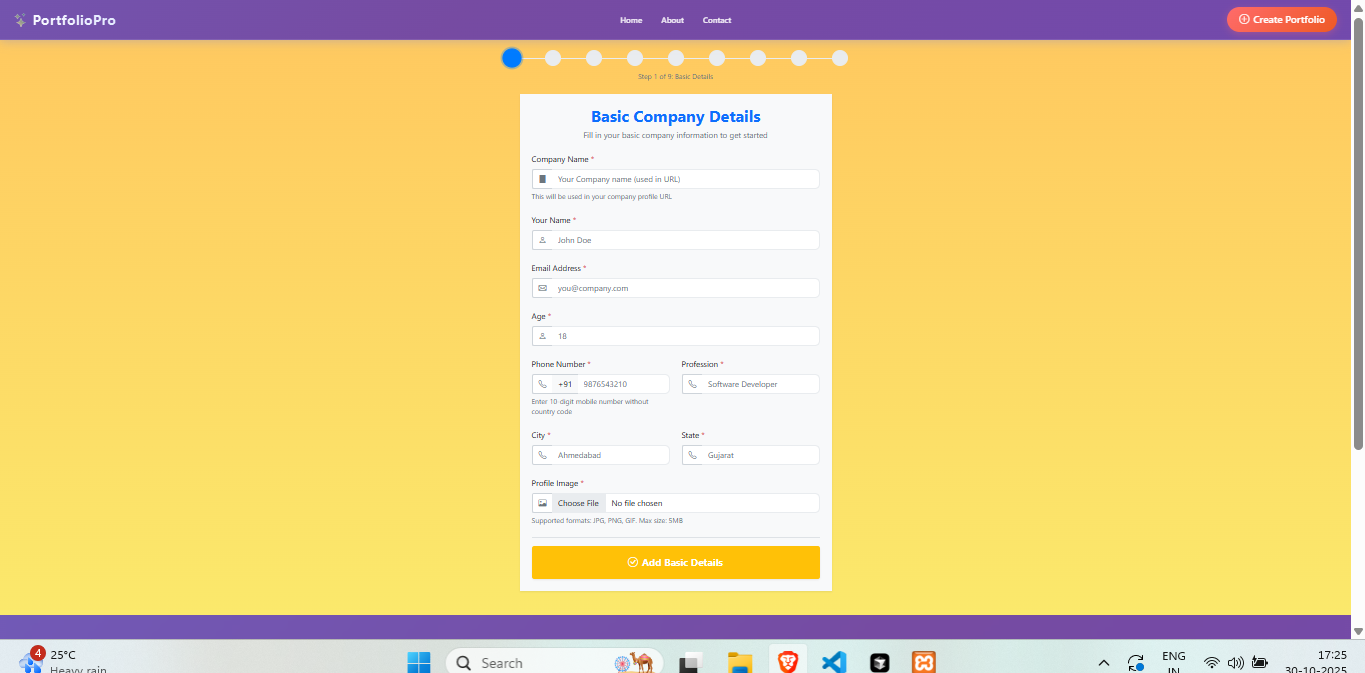 PortfolioPro
Home About Contact
Create Portfolio
Step 1 of 9: Basic Details
Basic Company Details
Fill in your basic company information to get started
Company Name *
Your Company name (used in URL)
This will be used in your company profile URL
Your Name *
John Doe
Email Address *
you@company.com
Age *
18
Phone Number * Profession *
+91 9876543210 Software Developer
Enter 10-digit mobile number without
country code
City * State *
Ahmedabad Gujarat
Profile Image *
Choose File No file chosen
Supported formats: JPG, PNG, GIF. Max size: 5MB
Add Basic Details
4
25°C
Heavy rain
Search
ENG
IN
17:25
30-10-2025